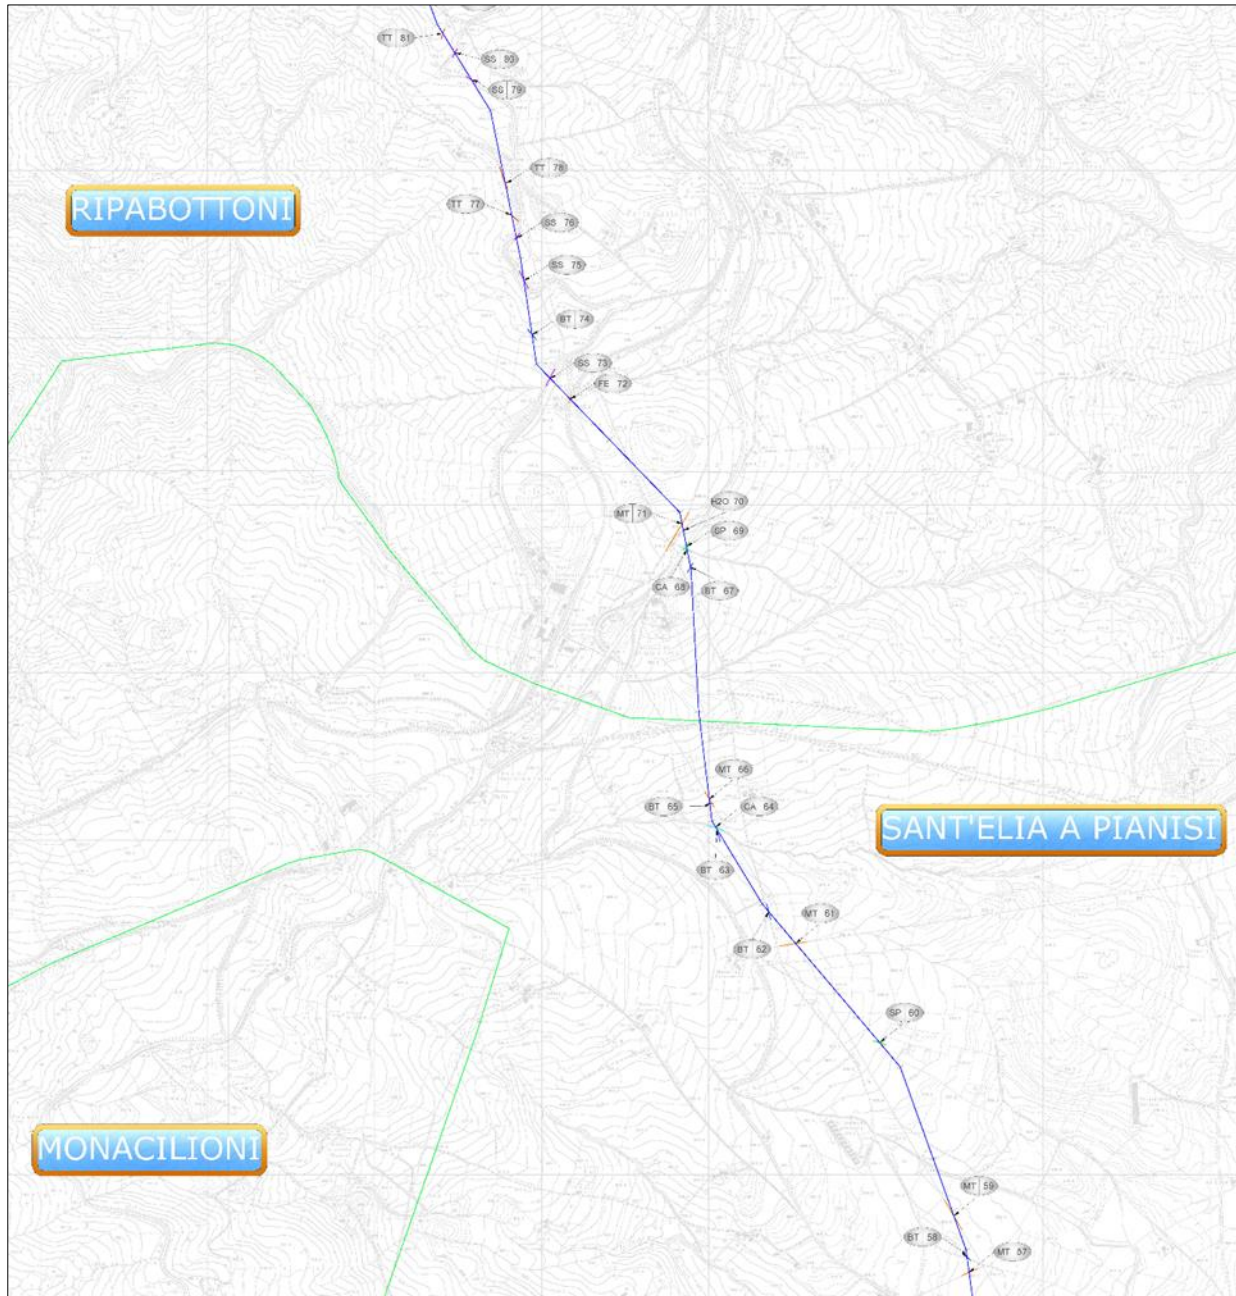 TT 81
SS 80
SS 79
TT 78
RIPABOTTONI
TT 77
SS 76
SS 75
BT 74
SS 73
FE 72
H2O 70
MT 71
SP 69
CA 68
BT 67
MT 66
BT 65
CA 64
SANT'ELIA A PIANISI
BT 63
MT 61
BT 62
SP 60
MONACILIONI
MT 59
BT 58
MT 57